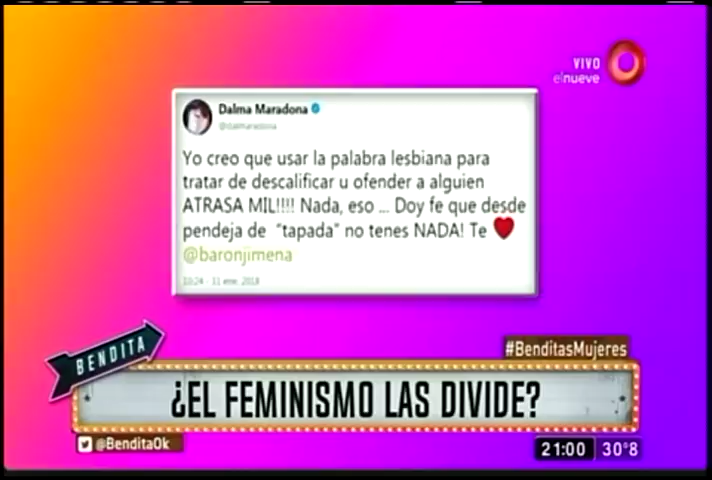 VIVO
elnueve
Dalma Maradona
@dalmaradona
Yo creo que usar la palabra lesbiana para
tratar de descalificar u ofender a alguien
ATRASA MIL!!!! Nada, eso ... Doy fe que desde
pendeja de "tapada" no tenes NADA! Te ❤
@baronjimena
10:24 - 11 ene. 2018
BENDITA
#BenditasMujeres
¿EL FEMINISMO LAS DIVIDE?
@BenditaOk
21:00 30°8